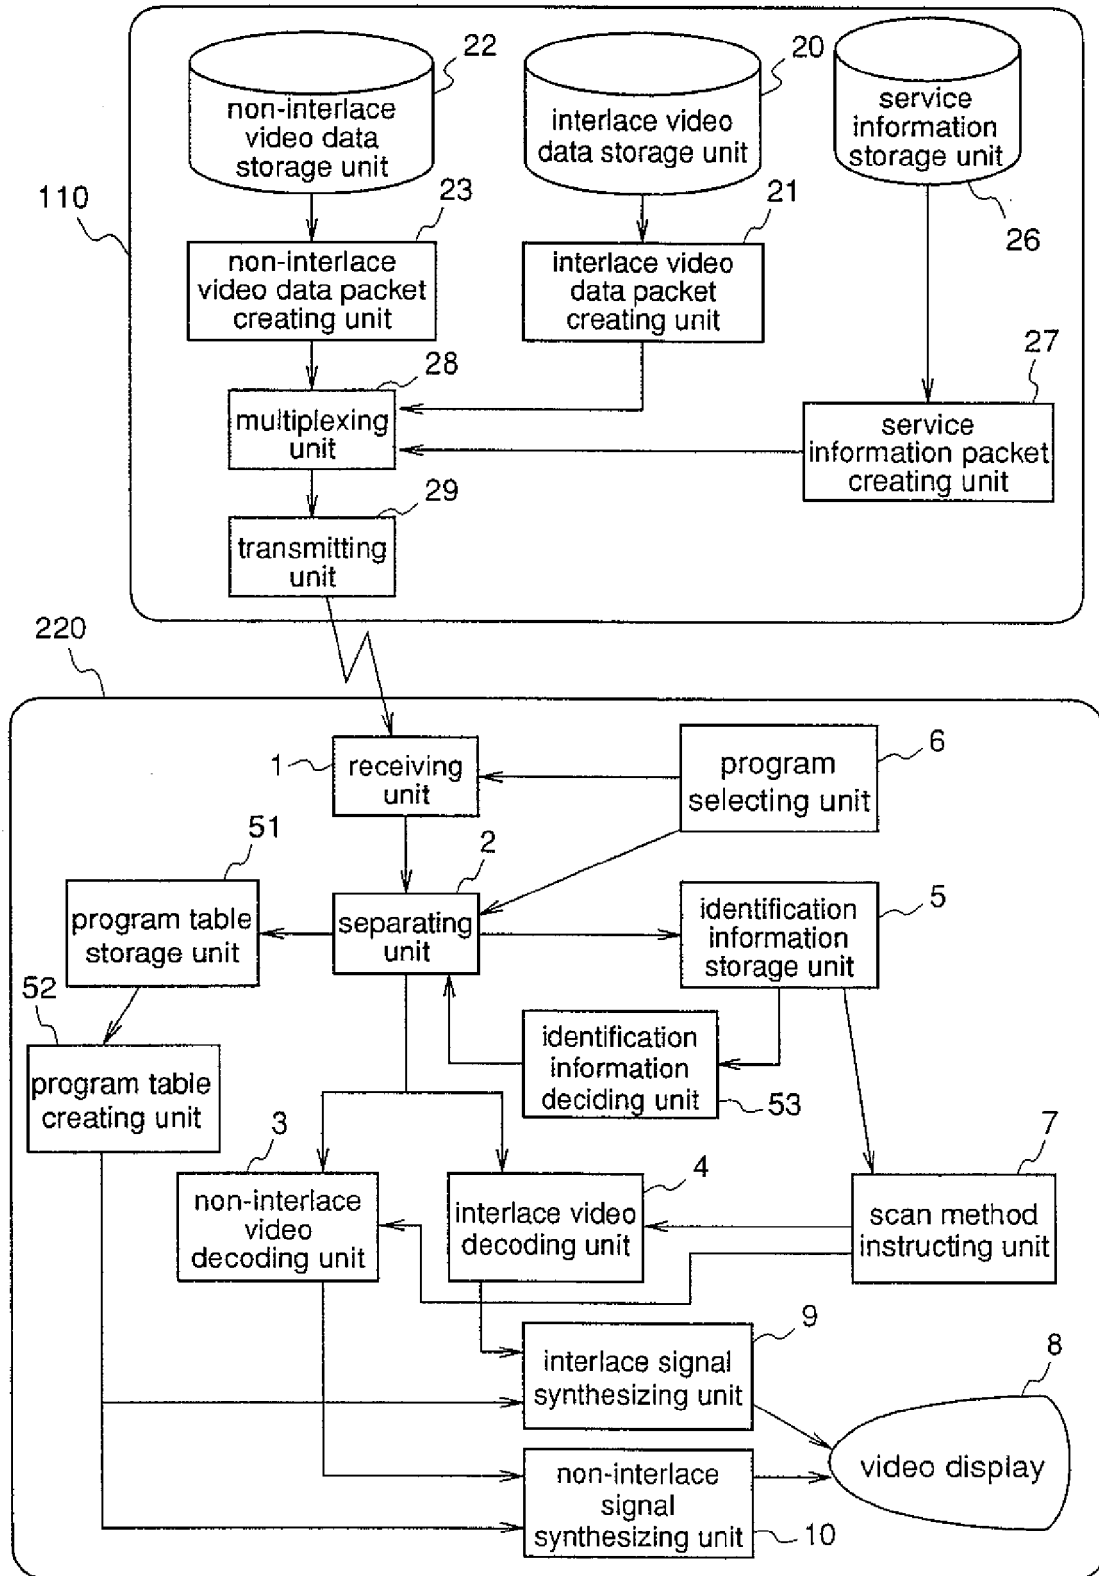 22
non-interlace
video data
storage unit
20
interlace video
data storage unit
service
information
storage unit
26
110
23
non-interlace
video data packet
creating unit
21
interlace video
data packet
creating unit
28
multiplexing
unit
27
service
information packet
creating unit
29
transmitting
unit
220
1
receiving
unit
6
program
selecting unit
51
program table
storage unit
2
separating
unit
5
identification
information
storage unit
52
program table
creating unit
identification
information
deciding unit
53
3
non-interlace
video
decoding unit
4
interlace video
decoding unit
7
scan method
instructing unit
9
interlace signal
synthesizing unit
8
video display
non-interlace
signal
synthesizing unit
10